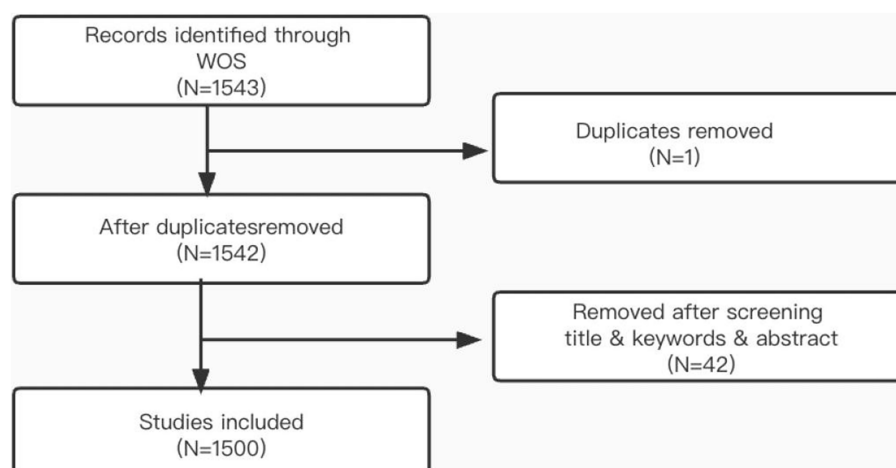 Records identified through
WOS
(N=1543)
Duplicates removed
(N=1)
After duplicatesremoved
(N=1542)
Removed after screening
title & keywords & abstract
(N=42)
Studies included
(N=1500)